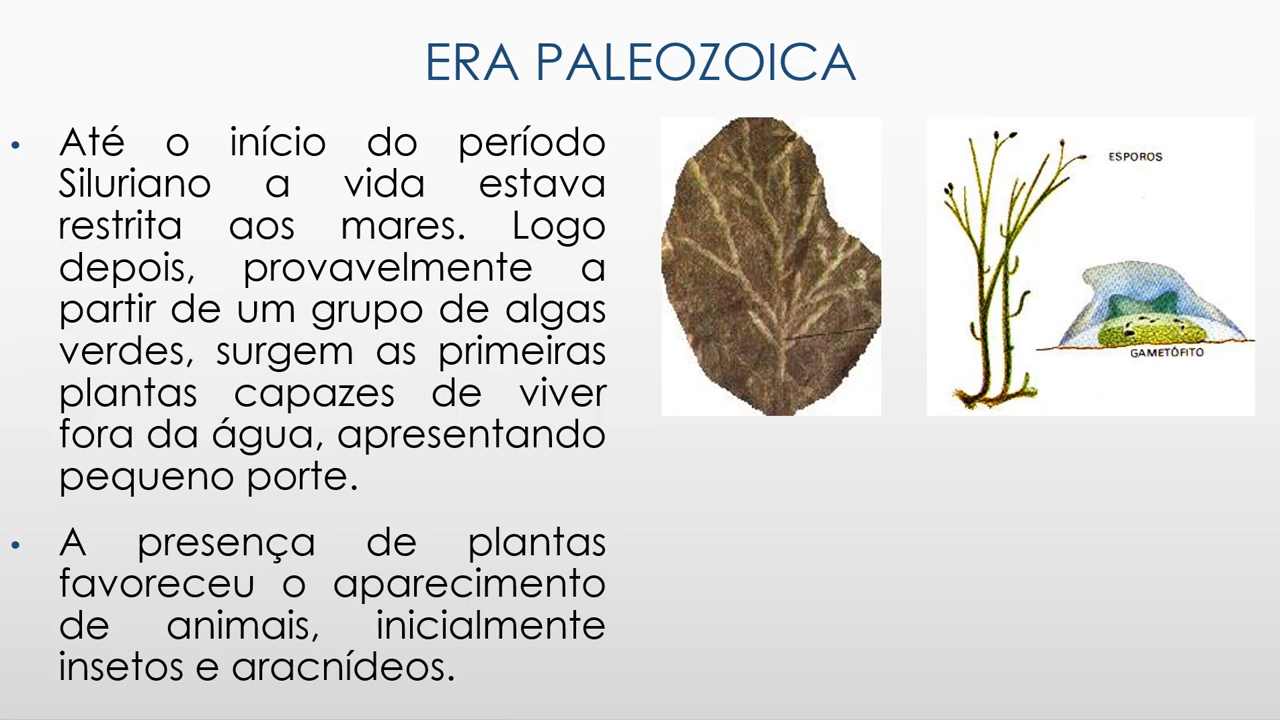 ERA PALEOZOICA
• Até o início do período
Siluriano a vida estava
restrita aos mares. Logo
depois, provavelmente a
partir de um grupo de algas
verdes, surgem as primeiras
plantas capazes de viver
fora da água, apresentando
pequeno porte.
• A presença de plantas
favoreceu o aparecimento
de animais, inicialmente
insetos e aracnídeos.
ESPOROS
GAMETÓFITO